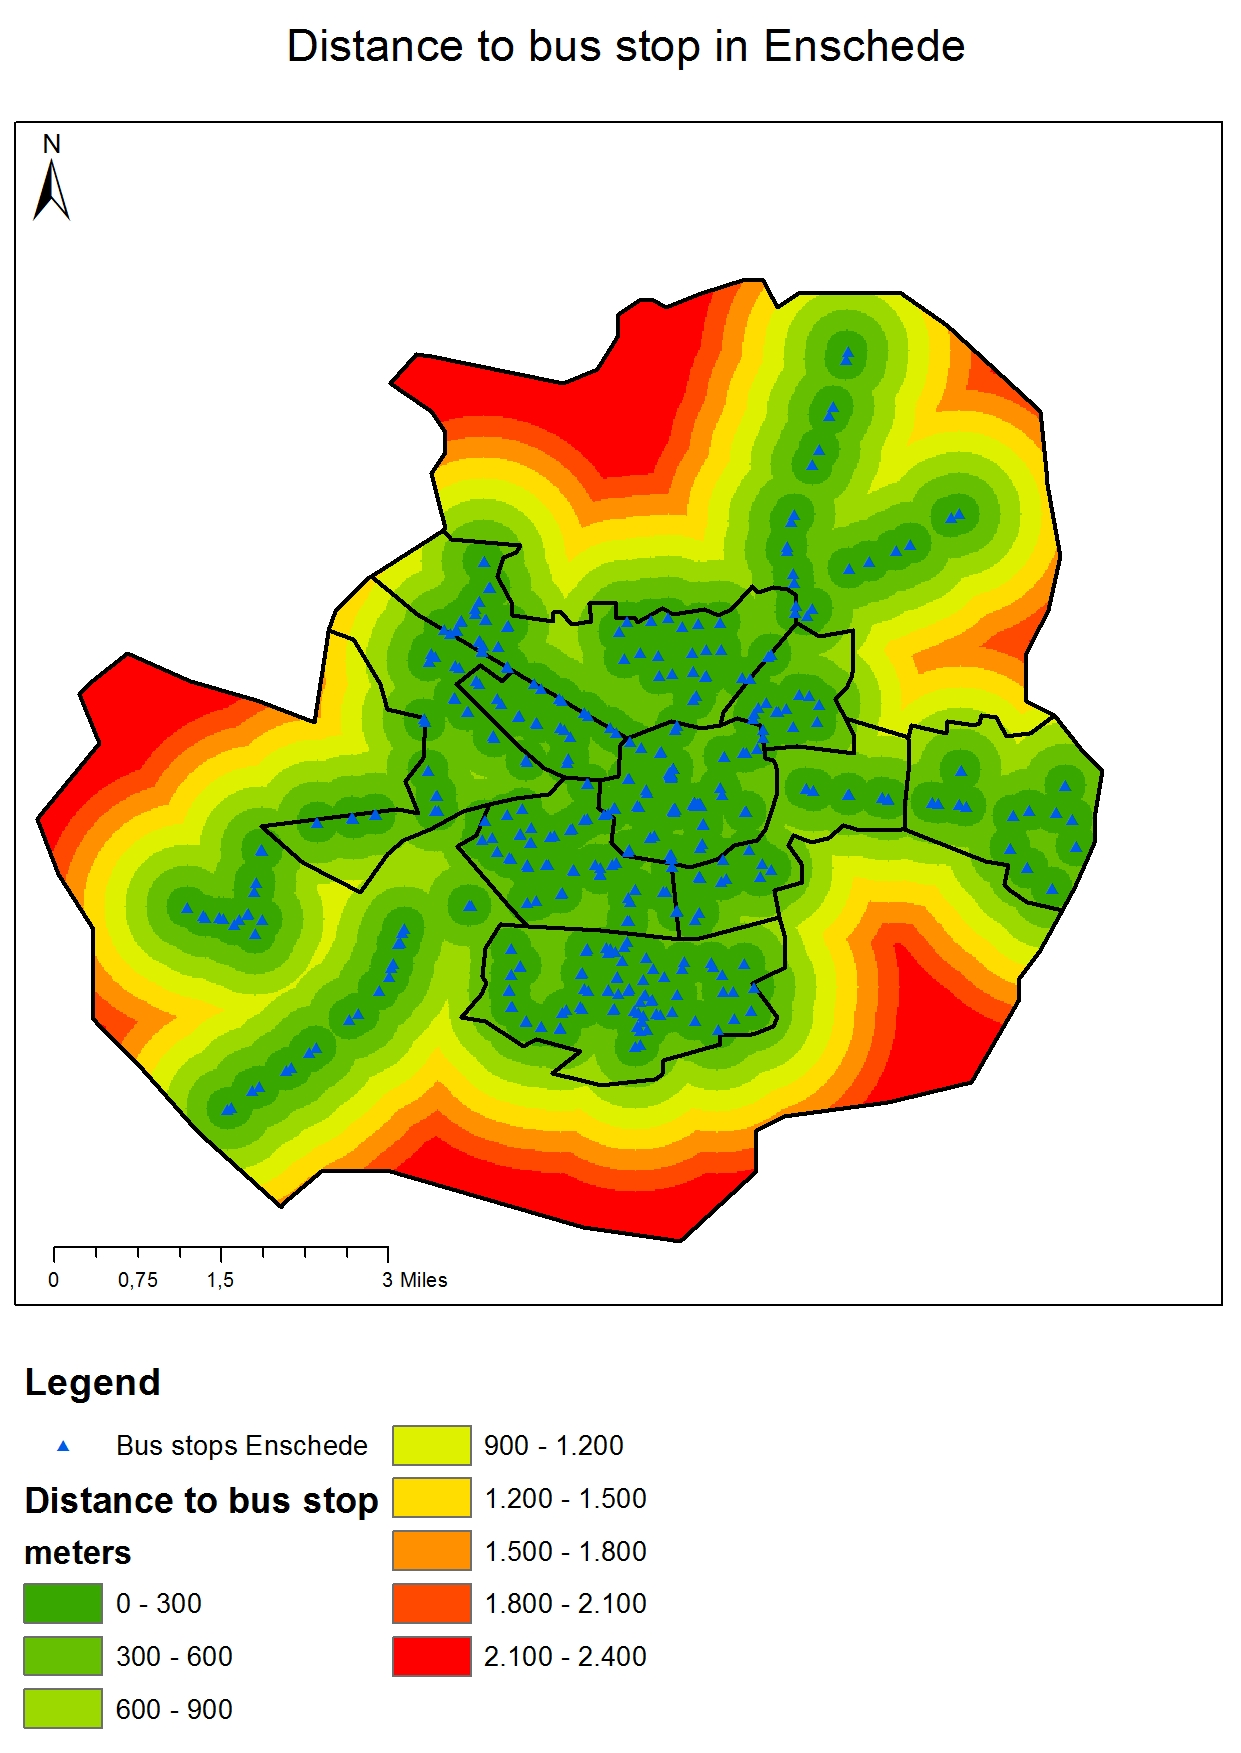 Distance to bus stop in Enschede
N
0 0,75 1,5 3 Miles
Legend
Bus stops Enschede
Distance to bus stop
meters
0 - 300
300 - 600
600 - 900
900 - 1.200
1.200 - 1.500
1.500 - 1.800
1.800 - 2.100
2.100 - 2.400